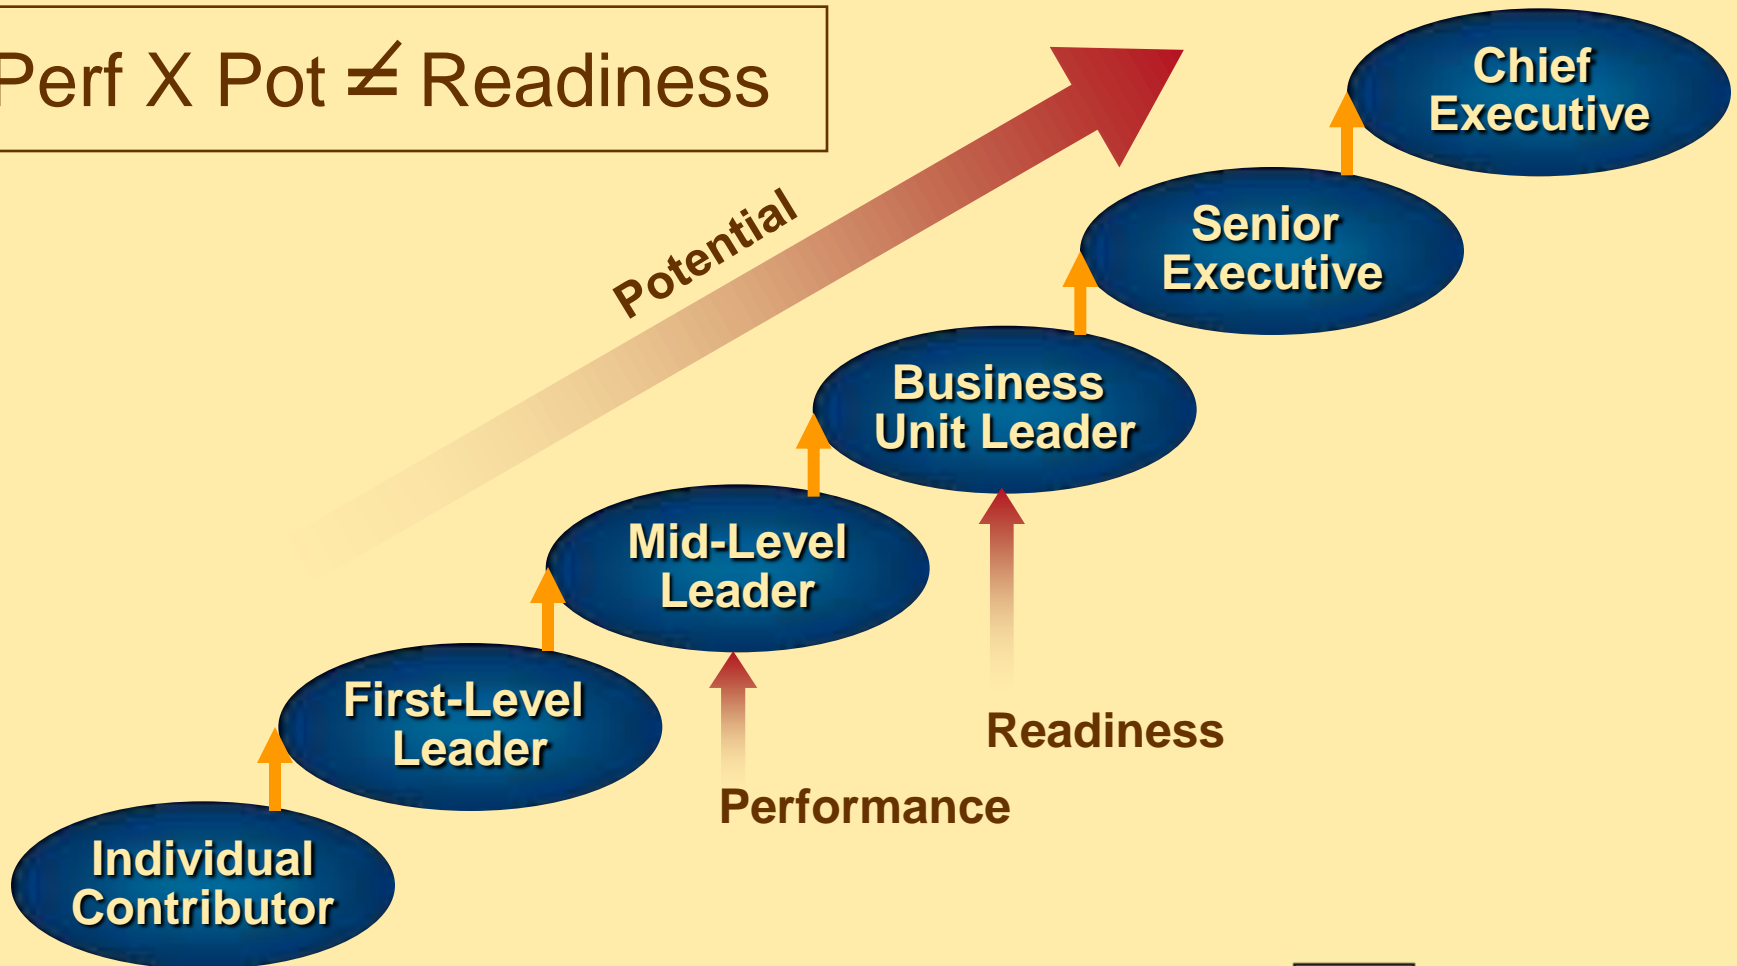 Perf X Pot ≠ Readiness
Chief
Executive
Senior
Executive
Potential
Business
Unit Leader
Mid-Level
Leader
First-Level
Leader
Readiness
Performance
Individual
Contributor